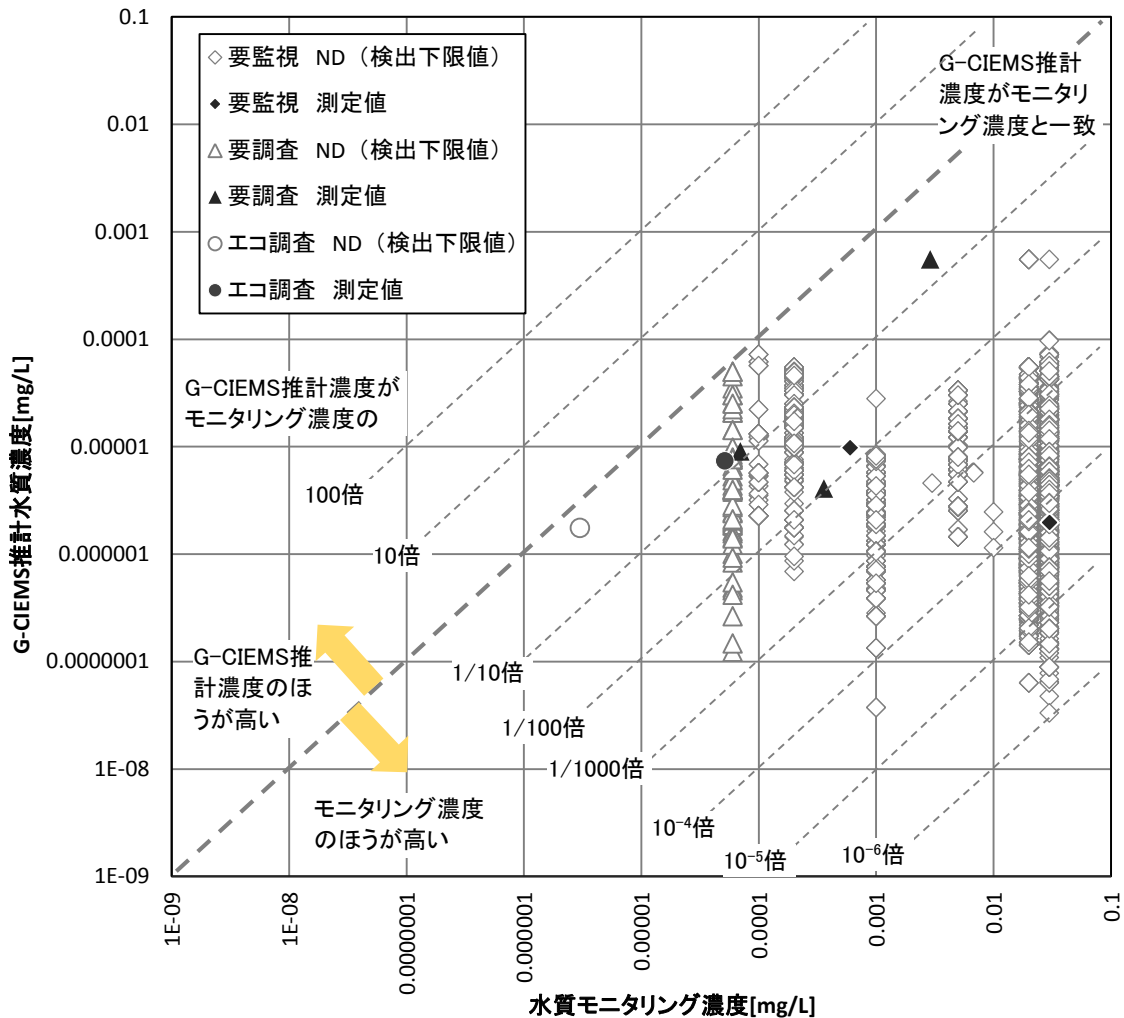 0.1
0.01
0.001
0.0001
0.00001
0.000001
0.0000001
1E-08
1E-09
G-CIEMS推計水質濃度[mg/L]
要監視 ND (検出下限値)
要監視 測定値
要調査 ND (検出下限値)
要調査 測定値
エコ調査 ND (検出下限値)
エコ調査 測定値
G-CIEMS推計
濃度がモニタリ
ング濃度と一致
G-CIEMS推計濃度が
モニタリング濃度の
100倍
10倍
1/10倍
1/100倍
1/1000倍
10⁻⁴倍
10⁻⁵倍
10⁻⁶倍
G-CIEMS推
計濃度のほ
うが高い
モニタリング濃度
のほうが高い
1E-09
1E-08
0.0000001
0.000001
0.00001
0.0001
0.001
0.01
0.1
水質モニタリング濃度[mg/L]